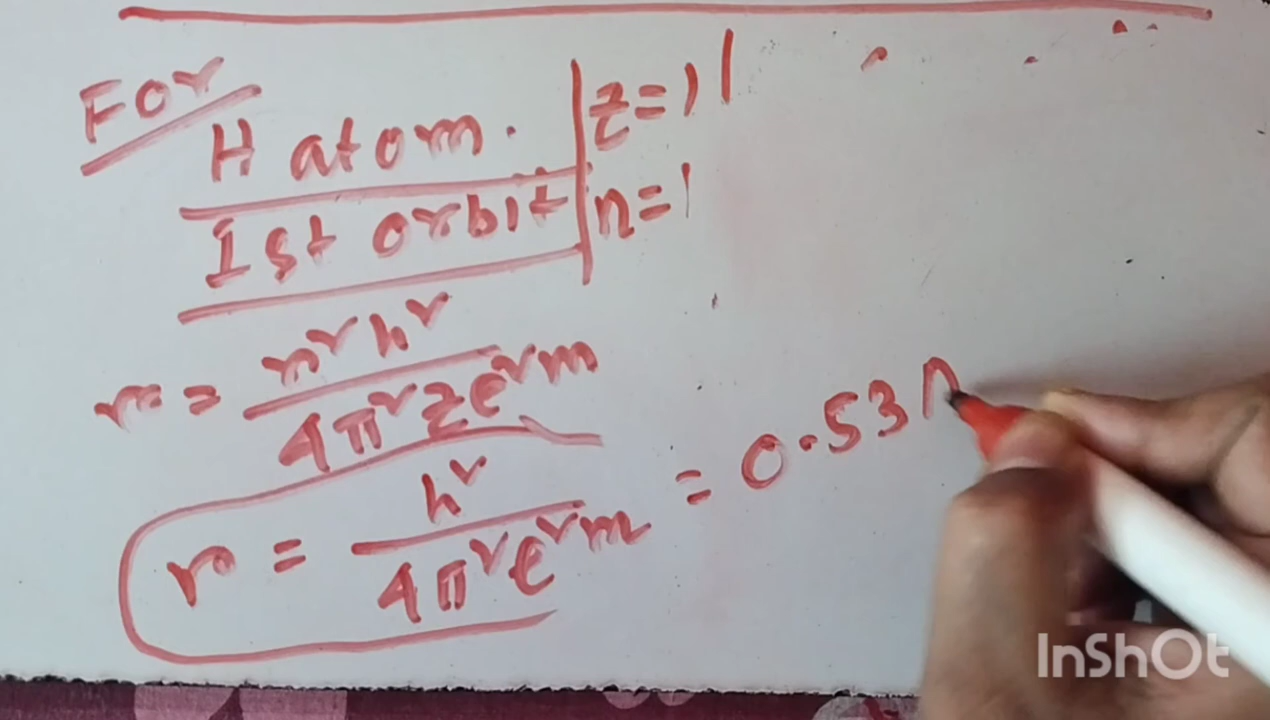 For
H atom. | z=1
1st orbit | n=1
r = n²h² / 4π²ze²m
r = h² / 4π²e²m = 0.53 A
InShOt